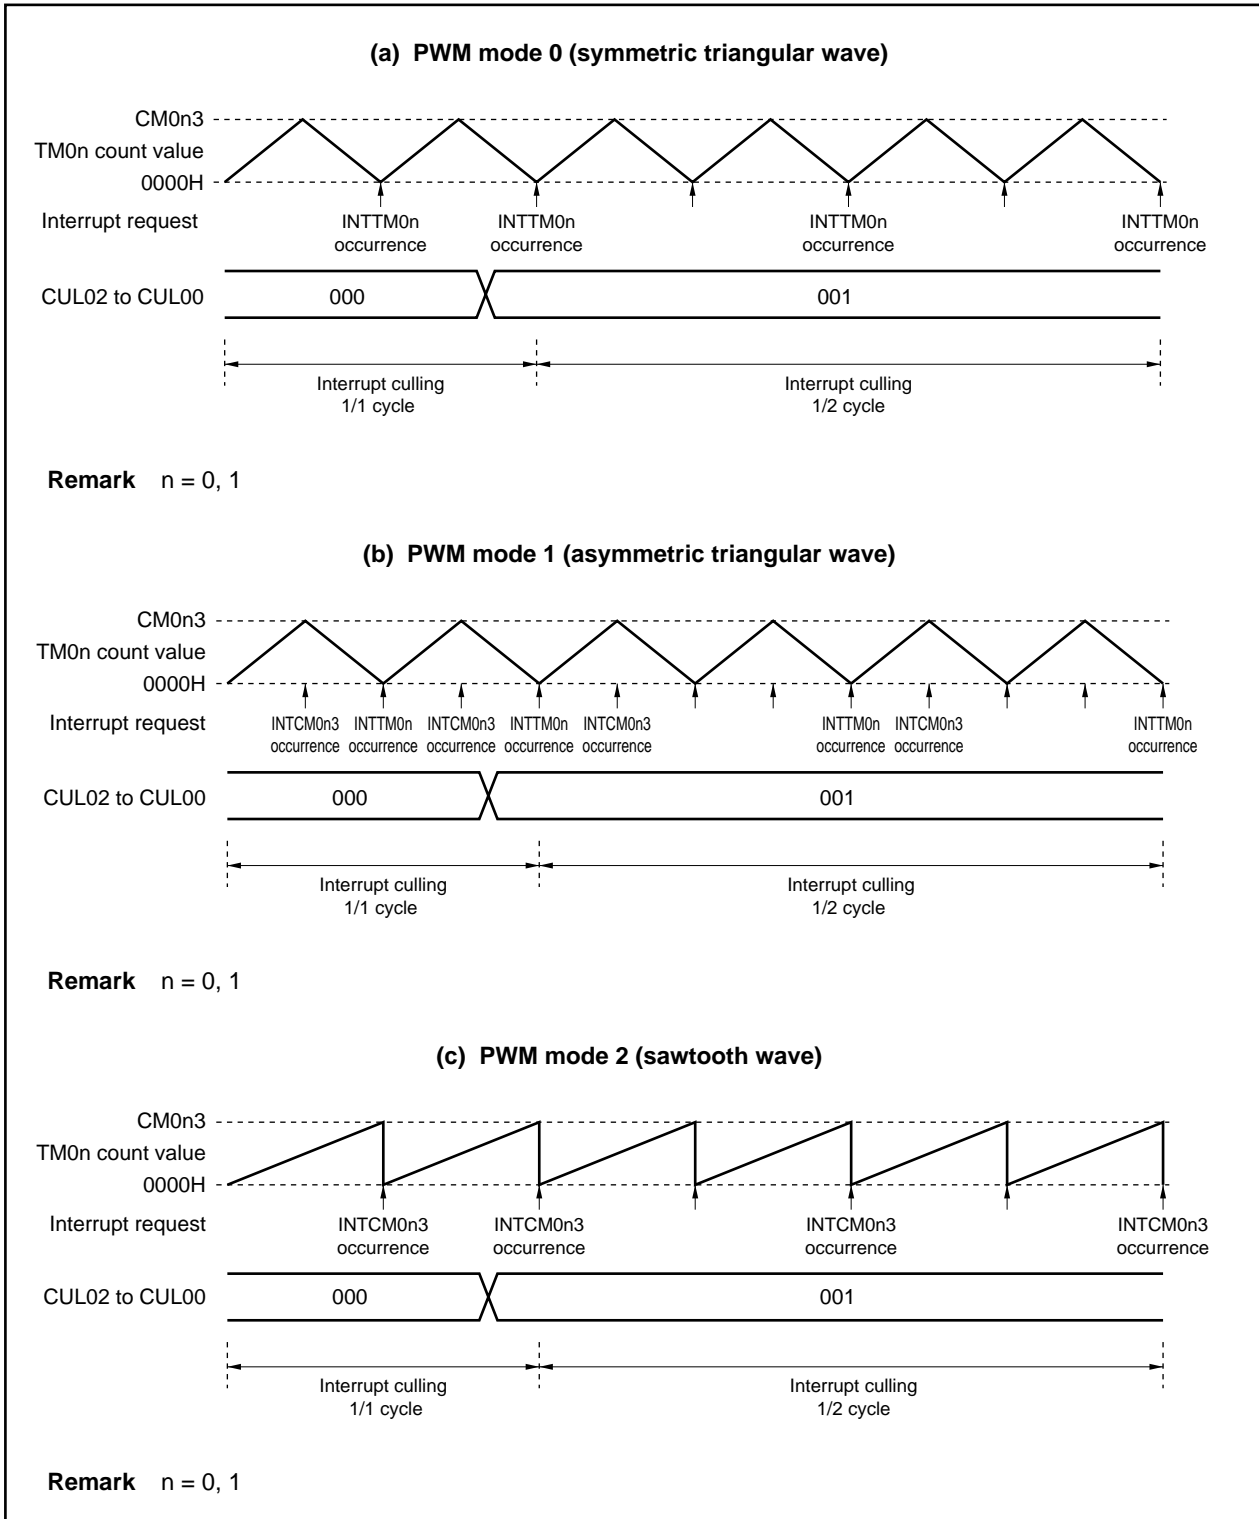 (a) PWM mode 0 (symmetric triangular wave)
CM0n3
TM0n count value
0000H
Interrupt request
INTTM0n INTTM0n INTTM0n INTTM0n
occurrence occurrence occurrence occurrence
CUL02 to CUL00 000 001
Interrupt culling Interrupt culling
1/1 cycle 1/2 cycle
Remark n = 0, 1
(b) PWM mode 1 (asymmetric triangular wave)
CM0n3
TM0n count value
0000H
Interrupt request
INTCM0n3 INTTM0n INTCM0n3 INTTM0n INTCM0n3 INTTM0n INTCM0n3 INTTM0n
occurrence occurrence occurrence occurrence occurrence occurrence occurrence occurrence
CUL02 to CUL00 000 001
Interrupt culling Interrupt culling
1/1 cycle 1/2 cycle
Remark n = 0, 1
(c) PWM mode 2 (sawtooth wave)
CM0n3
TM0n count value
0000H
Interrupt request
INTCM0n3 INTCM0n3 INTCM0n3 INTCM0n3
occurrence occurrence occurrence occurrence
CUL02 to CUL00 000 001
Interrupt culling Interrupt culling
1/1 cycle 1/2 cycle
Remark n = 0, 1